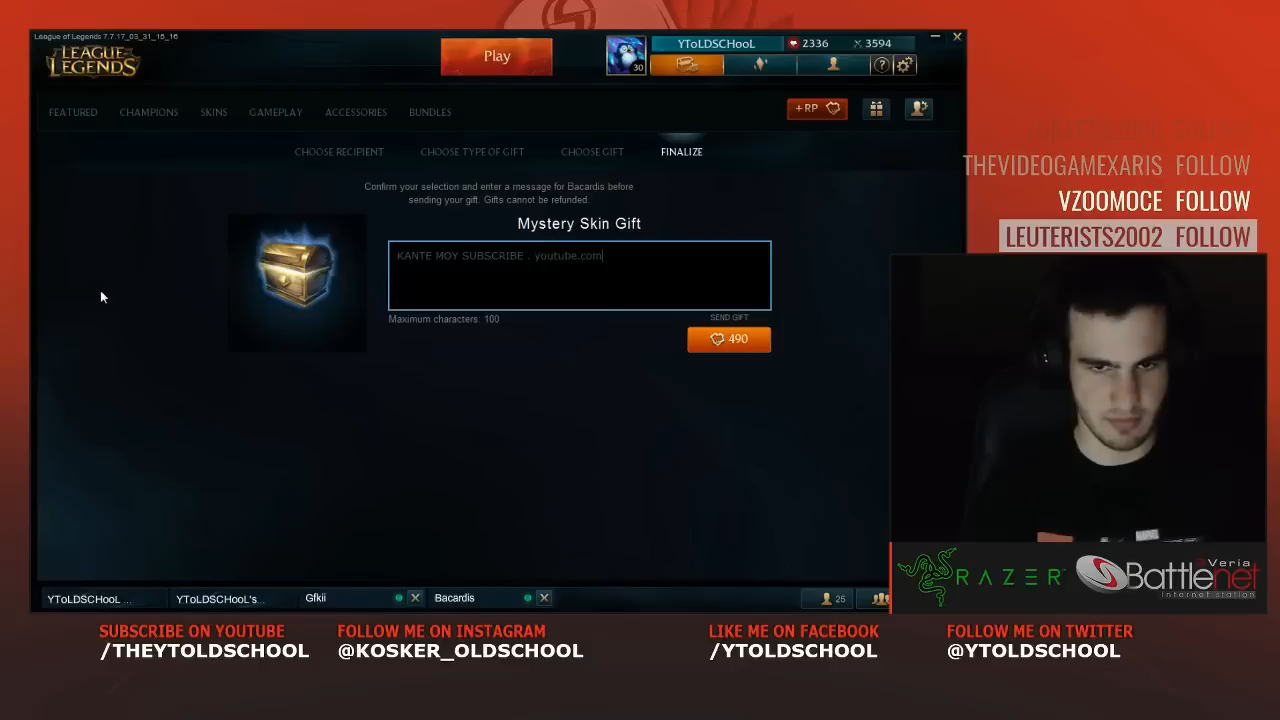 League of Legends 7.7.17_03_31_15_16
LEAGUE OF LEGENDS
Play
30
YToLDSCHooL
2336
3594
?
FEATURED
CHAMPIONS
SKINS
GAMEPLAY
ACCESSORIES
BUNDLES
+RP
CHOOSE RECIPIENT
CHOOSE TYPE OF GIFT
CHOOSE GIFT
FINALIZE
Confirm your selection and enter a message for Bacardis before
sending your gift. Gifts cannot be refunded.
Mystery Skin Gift
KANTE MOY SUBSCRIBE . youtube.com
Maximum characters: 100
SEND GIFT
490
YToLDSCHooL ...
YToLDSCHooL's...
Gfkii
Bacardis
25
FOLLOW
THEVIDEOGAMEXARIS FOLLOW
VZOOMOCE FOLLOW
LEUTERISTS2002 FOLLOW
RAZER
Veria
Battlenet
internet station
SUBSCRIBE ON YOUTUBE
/THEYTOLDSCHOOL
FOLLOW ME ON INSTAGRAM
@KOSKER_OLDSCHOOL
LIKE ME ON FACEBOOK
/YTOLDSCHOOL
FOLLOW ME ON TWITTER
@YTOLDSCHOOL